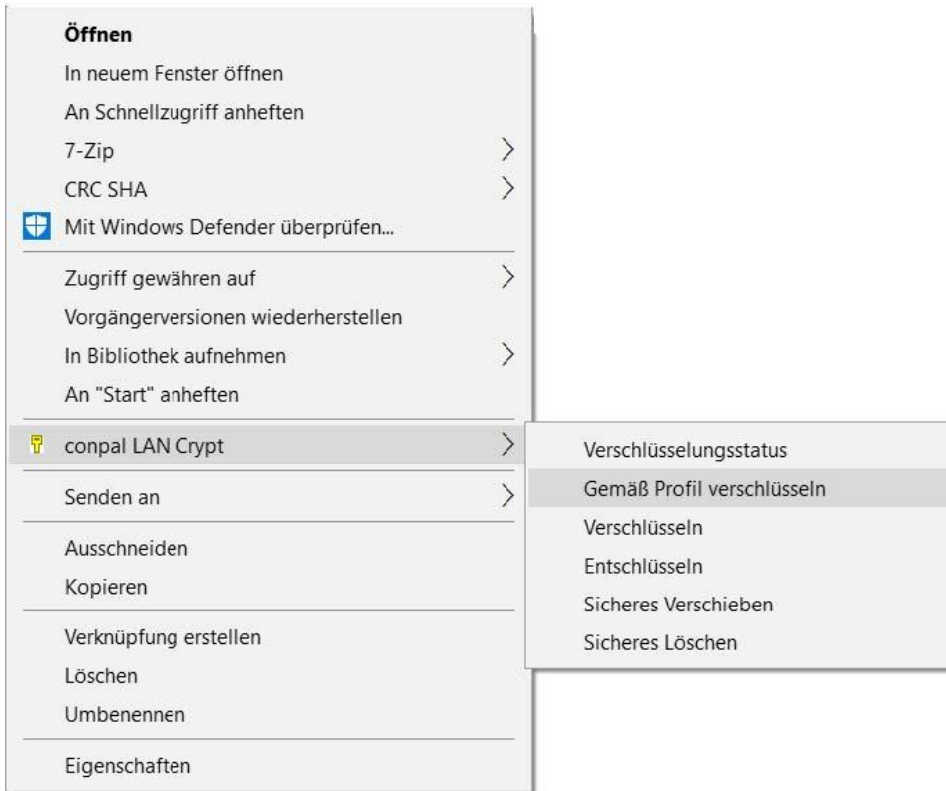 Öffnen
In neuem Fenster öffnen
An Schnellzugriff anheften
7-Zip
CRC SHA
Mit Windows Defender überprüfen...
Zugriff gewähren auf
Vorgängerversionen wiederherstellen
In Bibliothek aufnehmen
An "Start" anheften
conpal LAN Crypt
Senden an
Ausschneiden
Kopieren
Verknüpfung erstellen
Löschen
Umbenennen
Eigenschaften
Verschlüsselungsstatus
Gemäß Profil verschlüsseln
Verschlüsseln
Entschlüsseln
Sicheres Verschieben
Sicheres Löschen